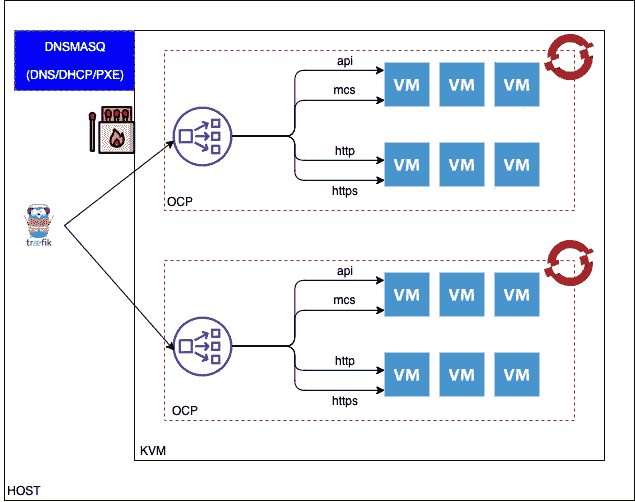 DNSMASQ
(DNS/DHCP/PXE)
api
mcs
VM VM VM
http
https
VM VM VM
OCP
træfik
api
mcs
VM VM VM
http
https
VM VM VM
OCP
KVM
HOST